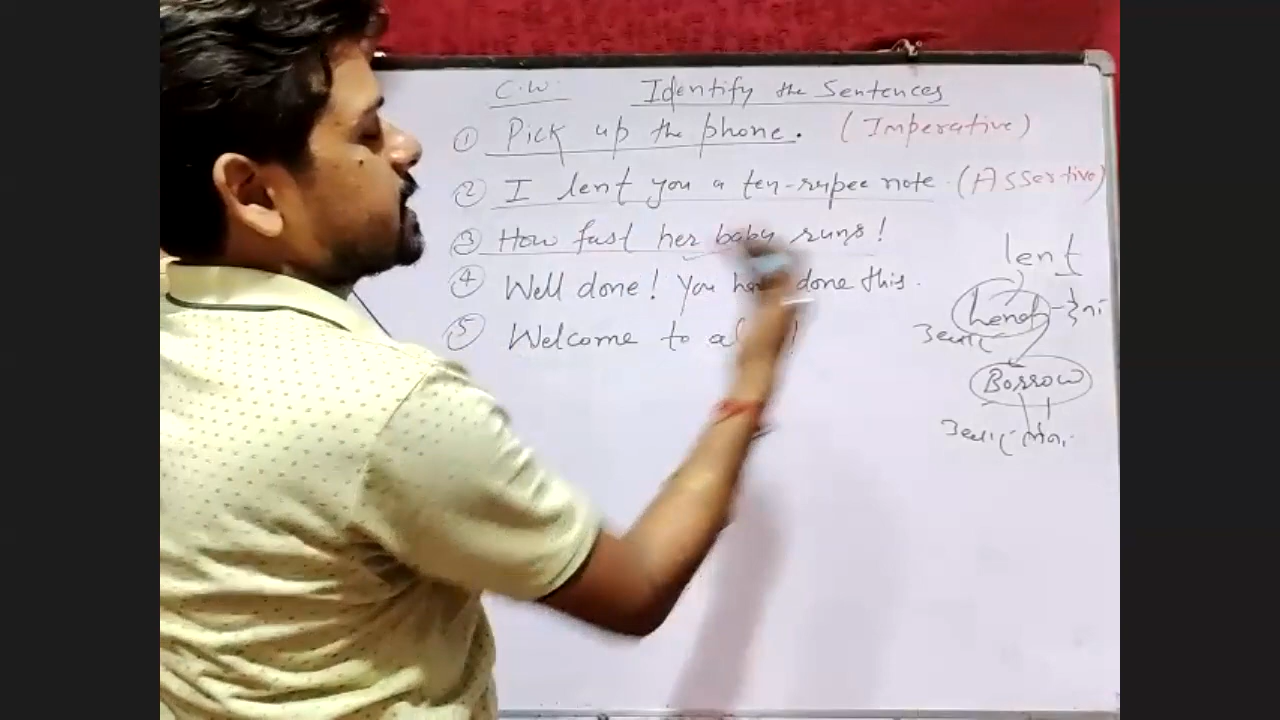 C.W. Identify the Sentences
① Pick up the phone. (Imperative)
② I lent you a ten-rupee note. (Assertive)
③ How fast her baby runs!
④ Well done! You have done this.
⑤ Welcome to !
lent
Lend
Borrow